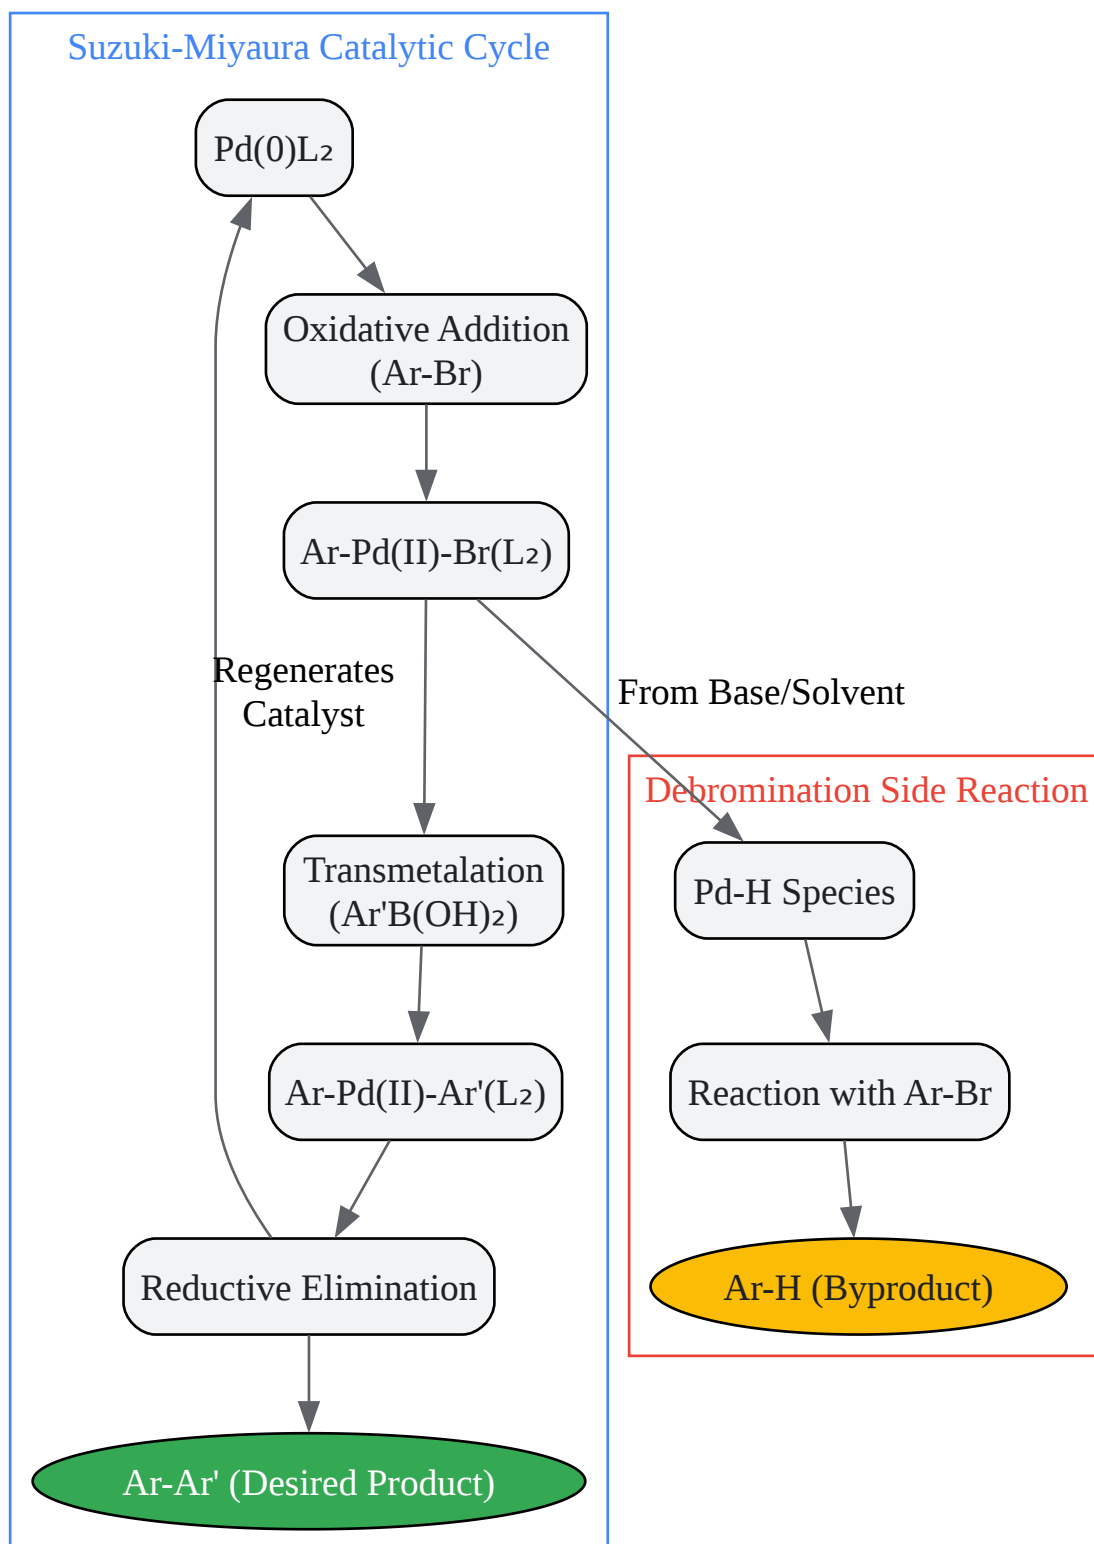 Suzuki-Miyaura Catalytic Cycle
Pd(0)L₂
Oxidative Addition
(Ar-Br)
Ar-Pd(II)-Br(L₂)
Regenerates
Catalyst
From Base/Solvent
Transmetalation
(Ar'B(OH)₂)
Ar-Pd(II)-Ar'(L₂)
Reductive Elimination
Ar-Ar' (Desired Product)
Debromination Side Reaction
Pd-H Species
Reaction with Ar-Br
Ar-H (Byproduct)